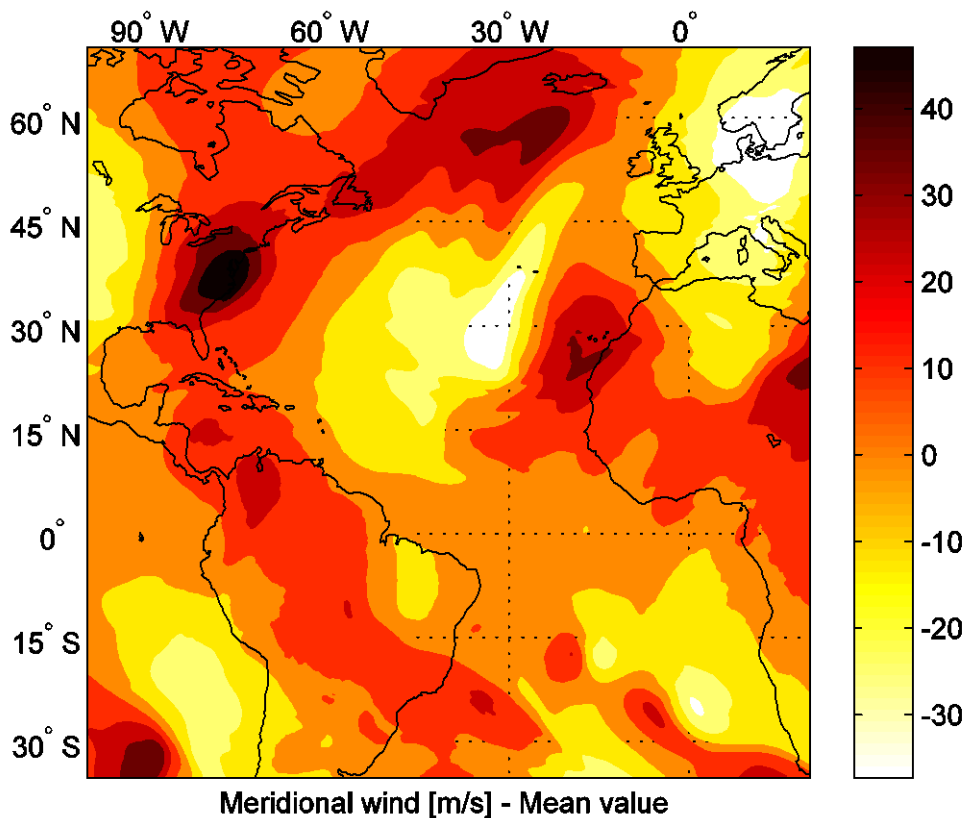 90° W 60° W 30° W 0°
60° N
45° N
30° N
15° N
0°
15° S
30° S
40
30
20
10
0
-10
-20
-30
Meridional wind [m/s] - Mean value